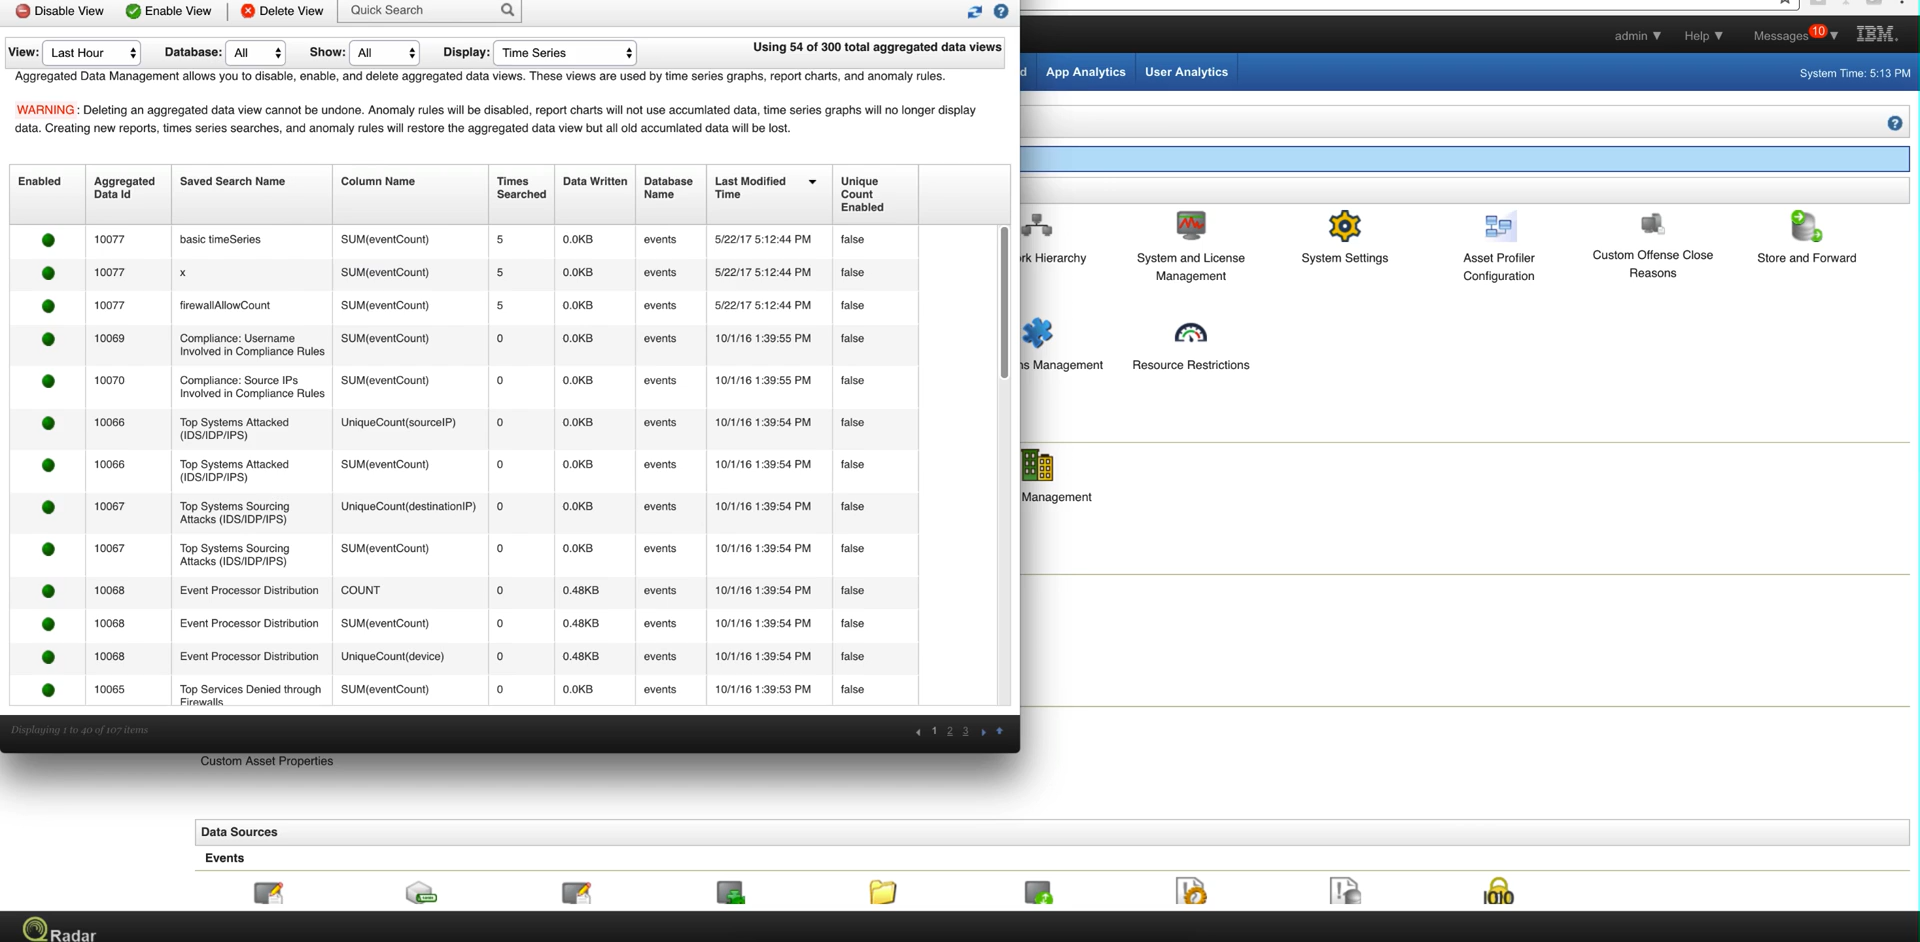 Disable View Enable View Delete View Quick Search
View: Last Hour Database: All Show: All Display: Time Series Using 54 of 300 total aggregated data views
Aggregated Data Management allows you to disable, enable, and delete aggregated data views. These views are used by time series graphs, report charts, and anomaly rules.
WARNING : Deleting an aggregated data view cannot be undone. Anomaly rules will be disabled, report charts will not use accumlated data, time series graphs will no longer display
data. Creating new reports, times series searches, and anomaly rules will restore the aggregated data view but all old accumlated data will be lost.
Enabled Aggregated Saved Search Name Column Name Times Data Written Database Last Modified Unique
Data Id Searched Name Time Count
Enabled
10077 basic timeSeries SUM(eventCount) 5 0.0KB events 5/22/17 5:12:44 PM false
10077 x SUM(eventCount) 5 0.0KB events 5/22/17 5:12:44 PM false
10077 firewallAllowCount SUM(eventCount) 5 0.0KB events 5/22/17 5:12:44 PM false
10069 Compliance: Username SUM(eventCount) 0 0.0KB events 10/1/16 1:39:55 PM false
Involved in Compliance Rules
10070 Compliance: Source IPs SUM(eventCount) 0 0.0KB events 10/1/16 1:39:55 PM false
Involved in Compliance Rules
10066 Top Systems Attacked UniqueCount(sourceIP) 0 0.0KB events 10/1/16 1:39:54 PM false
(IDS/IDP/IPS)
10066 Top Systems Attacked SUM(eventCount) 0 0.0KB events 10/1/16 1:39:54 PM false
(IDS/IDP/IPS)
10067 Top Systems Sourcing UniqueCount(destinationIP) 0 0.0KB events 10/1/16 1:39:54 PM false
Attacks (IDS/IDP/IPS)
10067 Top Systems Sourcing SUM(eventCount) 0 0.0KB events 10/1/16 1:39:54 PM false
Attacks (IDS/IDP/IPS)
10068 Event Processor Distribution COUNT 0 0.48KB events 10/1/16 1:39:54 PM false
10068 Event Processor Distribution SUM(eventCount) 0 0.48KB events 10/1/16 1:39:54 PM false
10068 Event Processor Distribution UniqueCount(device) 0 0.48KB events 10/1/16 1:39:54 PM false
10065 Top Services Denied through SUM(eventCount) 0 0.0KB events 10/1/16 1:39:53 PM false
Firewalls
Displaying 1 to 40 of 107 items 1 2 3
admin Help Messages 10 IBM.
d App Analytics User Analytics System Time: 5:13 PM
rk Hierarchy System and License System Settings Asset Profiler Custom Offense Close Store and Forward
Management Configuration Reasons
ns Management Resource Restrictions
Management
Custom Asset Properties
Data Sources
Events
1010
QRadar